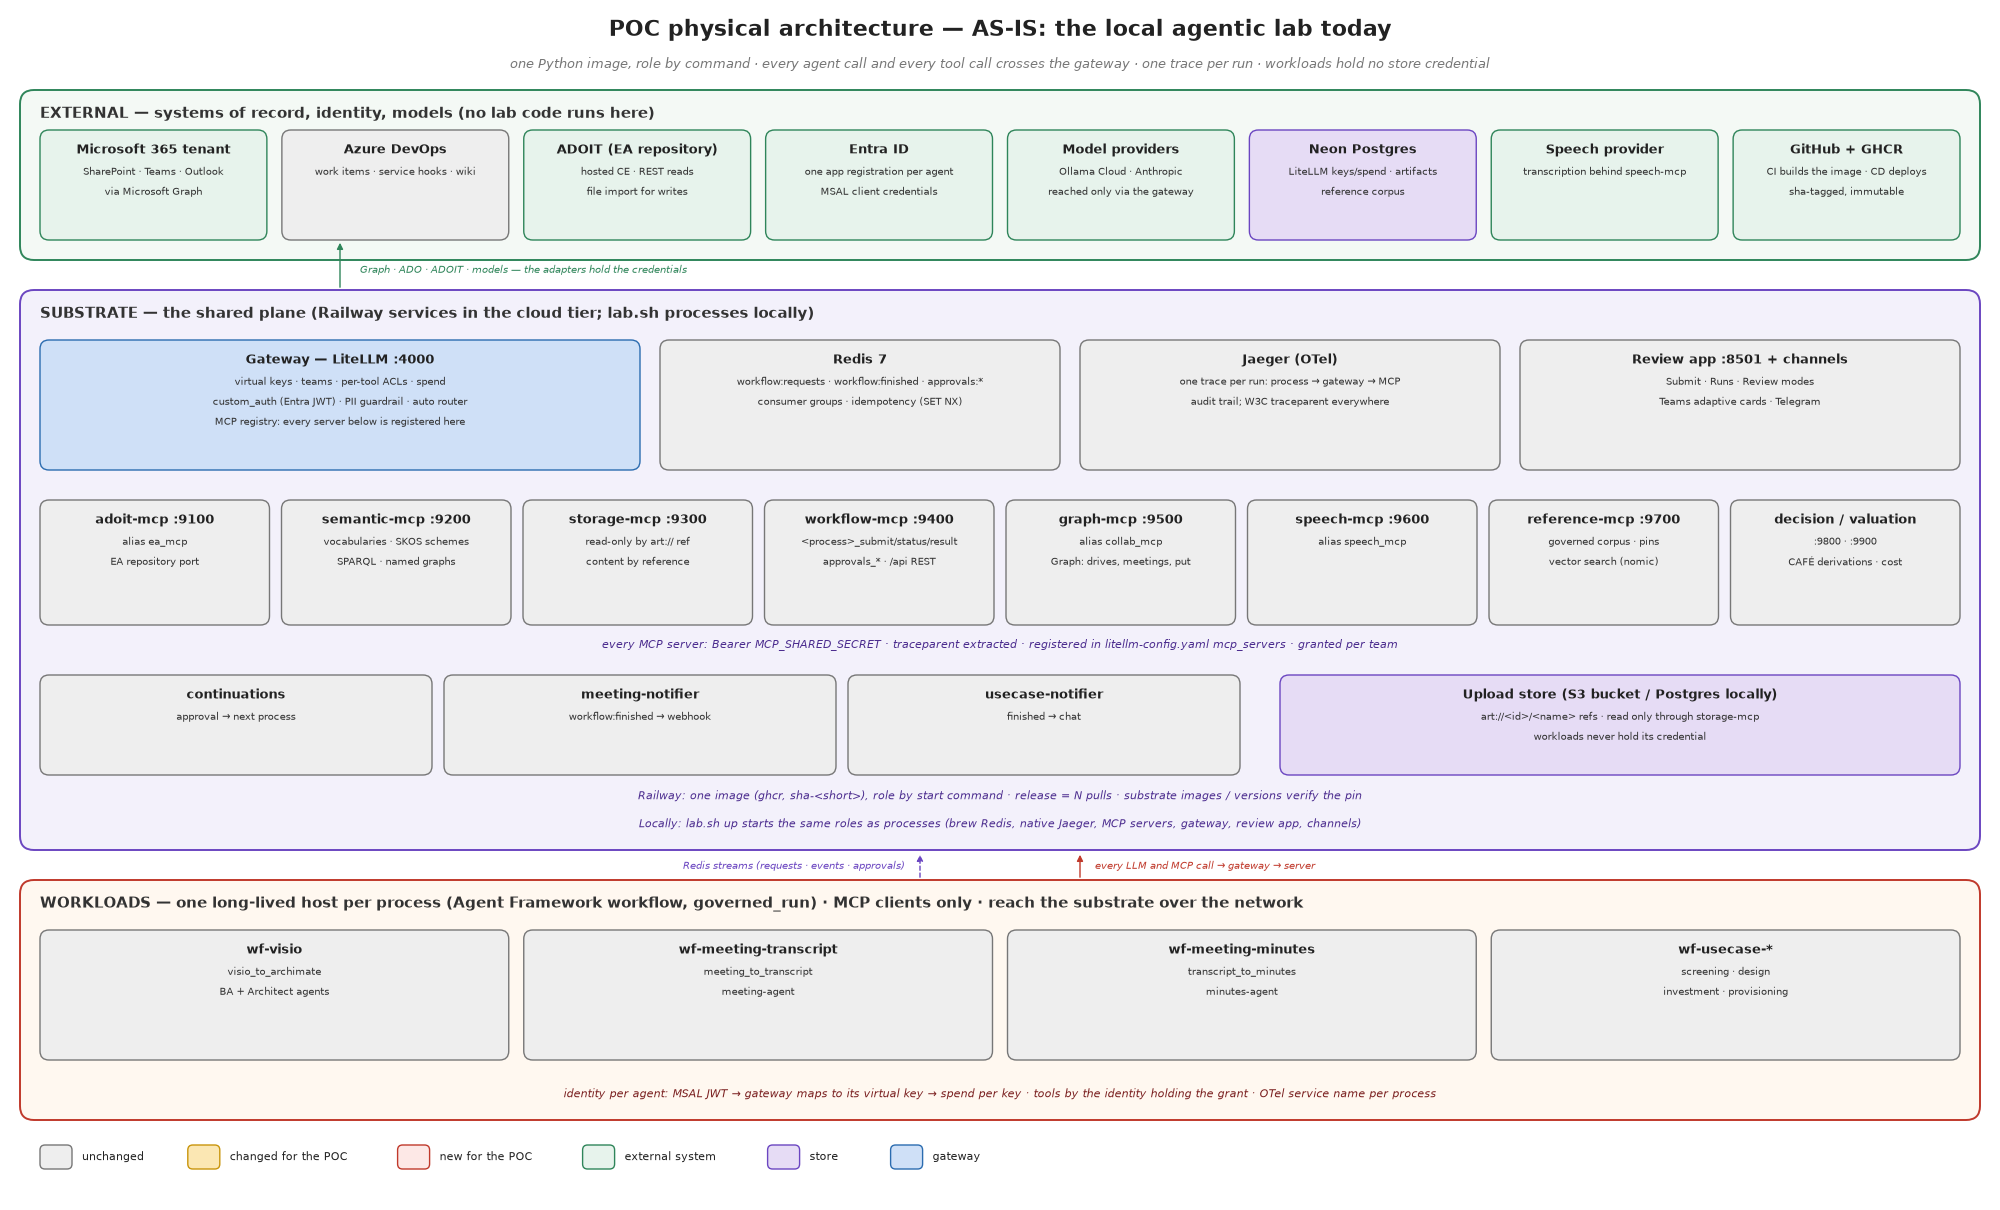 POC physical architecture — AS-IS: the local agentic lab today
one Python image, role by command · every agent call and every tool call crosses the gateway · one trace per run · workloads hold no store credential
EXTERNAL — systems of record, identity, models (no lab code runs here)
Microsoft 365 tenant
SharePoint · Teams · Outlook
via Microsoft Graph
Azure DevOps
work items · service hooks · wiki
ADOIT (EA repository)
hosted CE · REST reads
file import for writes
Entra ID
one app registration per agent
MSAL client credentials
Model providers
Ollama Cloud · Anthropic
reached only via the gateway
Neon Postgres
LiteLLM keys/spend · artifacts
reference corpus
Speech provider
transcription behind speech-mcp
GitHub + GHCR
CI builds the image · CD deploys
sha-tagged, immutable
Graph · ADO · ADOIT · models — the adapters hold the credentials
SUBSTRATE — the shared plane (Railway services in the cloud tier; lab.sh processes locally)
Gateway — LiteLLM :4000
virtual keys · teams · per-tool ACLs · spend
custom_auth (Entra JWT) · PII guardrail · auto router
MCP registry: every server below is registered here
Redis 7
workflow:requests · workflow:finished · approvals:*
consumer groups · idempotency (SET NX)
Jaeger (OTel)
one trace per run: process → gateway → MCP
audit trail; W3C traceparent everywhere
Review app :8501 + channels
Submit · Runs · Review modes
Teams adaptive cards · Telegram
adoit-mcp :9100
alias ea_mcp
EA repository port
semantic-mcp :9200
vocabularies · SKOS schemes
SPARQL · named graphs
storage-mcp :9300
read-only by art:// ref
content by reference
workflow-mcp :9400
<process>_submit/status/result
approvals_* · /api REST
graph-mcp :9500
alias collab_mcp
Graph: drives, meetings, put
speech-mcp :9600
alias speech_mcp
reference-mcp :9700
governed corpus · pins
vector search (nomic)
decision / valuation
:9800 · :9900
CAFÉ derivations · cost
every MCP server: Bearer MCP_SHARED_SECRET · traceparent extracted · registered in litellm-config.yaml mcp_servers · granted per team
continuations
approval → next process
meeting-notifier
workflow:finished → webhook
usecase-notifier
finished → chat
Upload store (S3 bucket / Postgres locally)
art://<id>/<name> refs · read only through storage-mcp
workloads never hold its credential
Railway: one image (ghcr, sha-<short>), role by start command · release = N pulls · substrate images / versions verify the pin
Locally: lab.sh up starts the same roles as processes (brew Redis, native Jaeger, MCP servers, gateway, review app, channels)
Redis streams (requests · events · approvals)
every LLM and MCP call → gateway → server
WORKLOADS — one long-lived host per process (Agent Framework workflow, governed_run) · MCP clients only · reach the substrate over the network
wf-visio
visio_to_archimate
BA + Architect agents
wf-meeting-transcript
meeting_to_transcript
meeting-agent
wf-meeting-minutes
transcript_to_minutes
minutes-agent
wf-usecase-*
screening · design
investment · provisioning
identity per agent: MSAL JWT → gateway maps to its virtual key → spend per key · tools by the identity holding the grant · OTel service name per process
unchanged
changed for the POC
new for the POC
external system
store
gateway